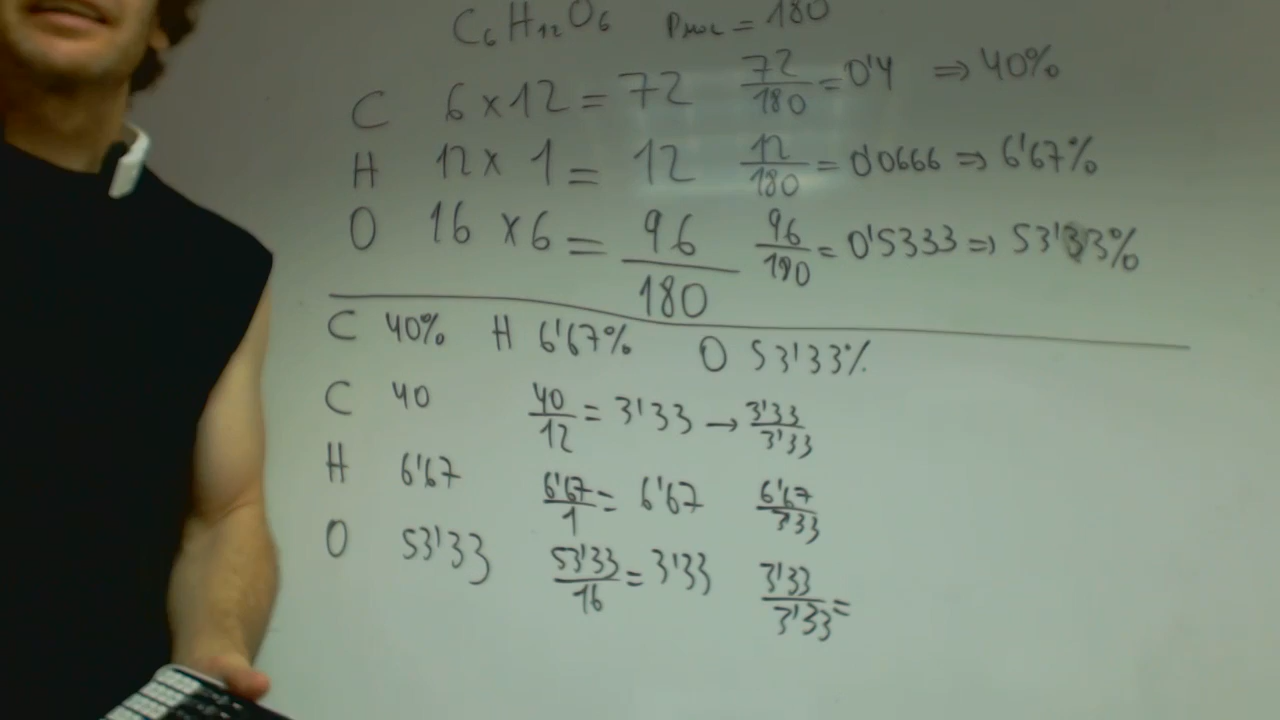 C₆H₁₂O₆ Pmol = 180
C 6 × 12 = 72 72/180 = 0'4 ⇒ 40%
H 12 × 1 = 12 12/180 = 0'0666 ⇒ 6'67%
O 16 × 6 = 96 96/180 = 0'5333 ⇒ 53'33%
180
C 40% H 6'67% O 53'33%
C 40 40/12 = 3'33 → 3'33/3'33
H 6'67 6'67/1 = 6'67 6'67/3'33
O 53'33 53'33/16 = 3'33 3'33/3'33 =